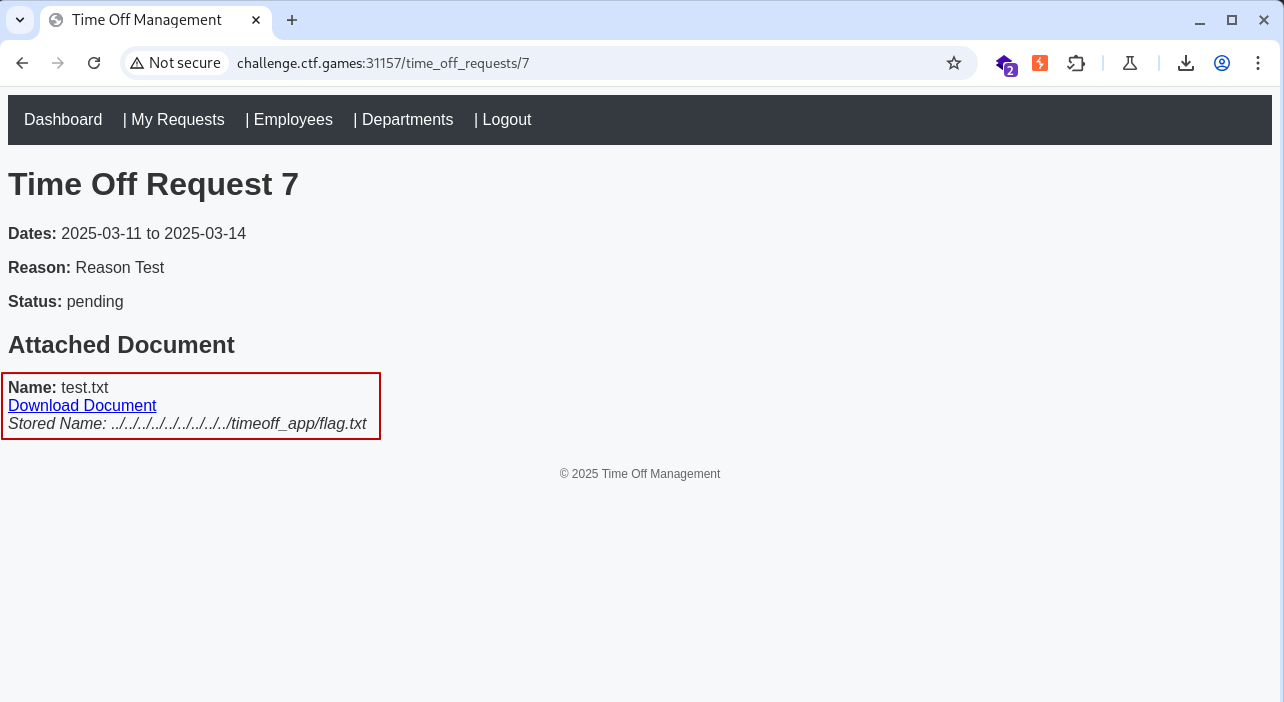 Time Off Management
Not secure challenge.ctf.games:31157/time_off_requests/7
2
Dashboard | My Requests | Employees | Departments | Logout
Time Off Request 7
Dates: 2025-03-11 to 2025-03-14
Reason: Reason Test
Status: pending
Attached Document
Name: test.txt
Download Document
Stored Name: ../../../../../../../../../../timeoff_app/flag.txt
© 2025 Time Off Management